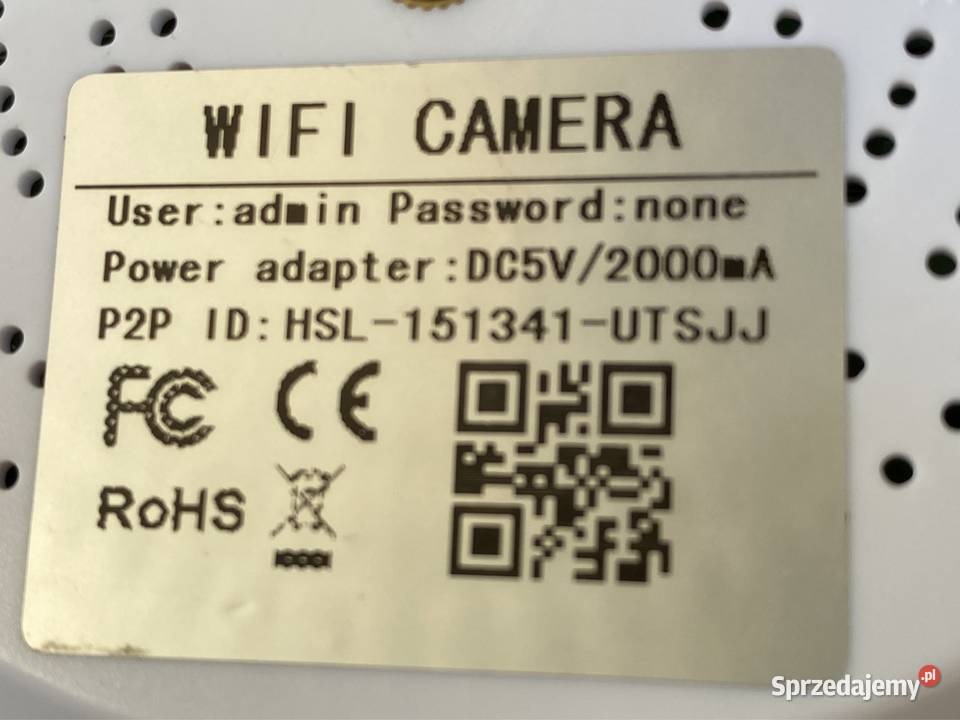 WIFI CAMERA
User:admin Password:none
Power adapter:DC5V/2000mA
P2P ID:HSL-151341-UTSJJ
FC CE
RoHS
Sprzedajemy.pl